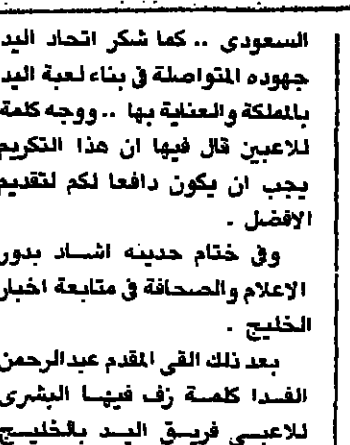 السعودي .. كما شكر اتحاد اليد
جهوده المتواصلة في بناء لعبة اليد
بالمملكة والعناية بها .. ووجه كلمة
للاعبين قال فيها ان هذا التكريم
يجب ان يكون دافعا لكم لتقديم
الافضل .
وفي ختام حديثه اشاد بدور
الاعلام والصحافة في متابعة اخبار
الخليج .
بعد ذلك القى المقدم عبدالرحمن
الفدا كلمة زف فيها البشرى
للاعبي فريق اليد بالخليج